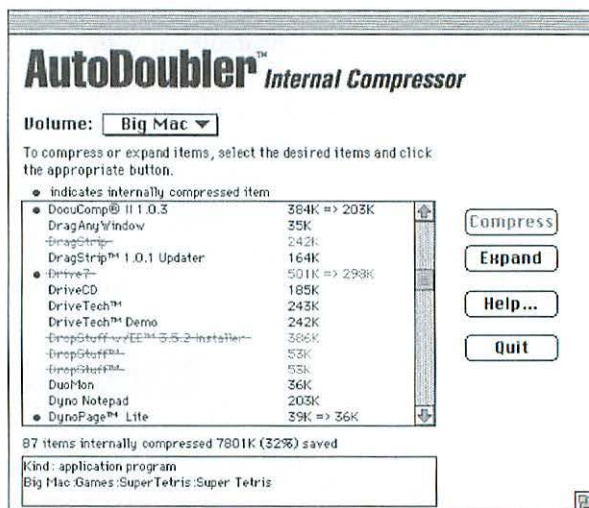 AutoDoubler™ Internal Compressor
Volume: Big Mac ▼
To compress or expand items, select the desired items and click
the appropriate button.
● indicates internally compressed item
● DocuComp® II 1.0.3 384K => 203K
DragAnyWindow 35K
DragStrip 242K
DragStrip™ 1.0.1 Updater 164K
● Drive7 501K => 298K
DriveCD 185K
DriveTech™ 243K
DriveTech™ Demo 242K
DropStuff w/EE™ 3.5.2 Installer 386K
DropStuff™ 53K
DropStuff™ 53K
DuoMon 36K
Dyno Notepad 203K
● DynoPage™ Lite 39K => 36K
Compress
Expand
Help...
Quit
87 items internally compressed 7801K (32%) saved
Kind: application program
Big Mac:Games:SuperTetris:Super Tetris